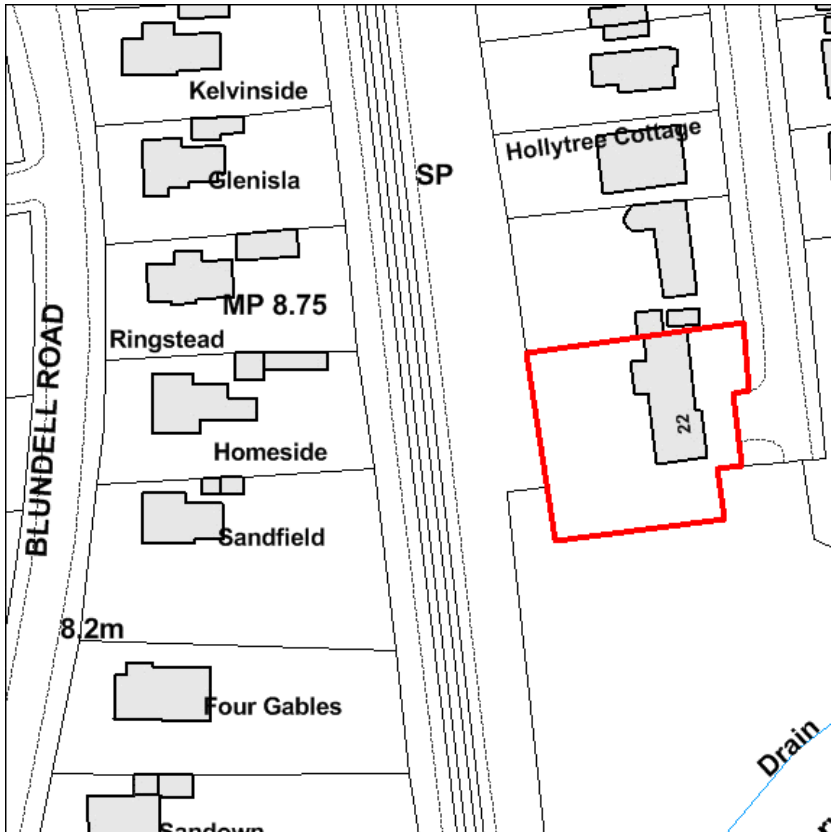 Kelvinside
Hollytree Cottage
SP
Glenisla
MP 8.75
Ringstead
BLUNDELL ROAD
22
Homeside
Sandfield
8.2m
Four Gables
Drain
Sandown